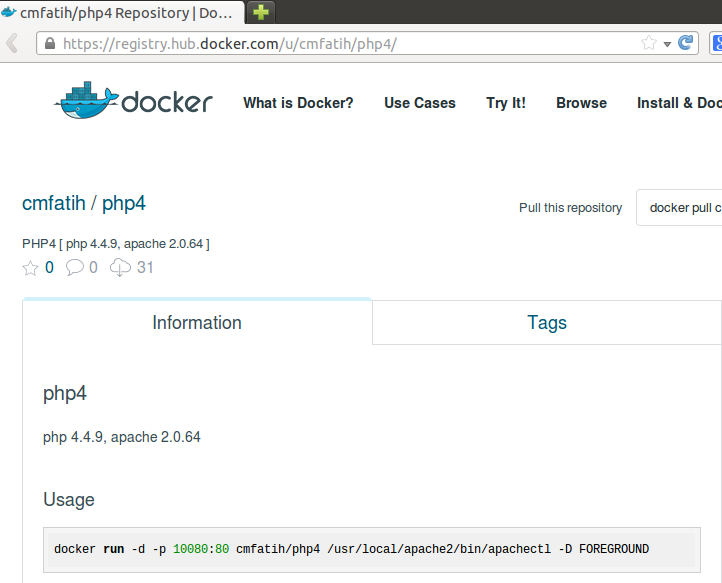 cmfatih/php4 Repository | Do...
https://registry.hub.docker.com/u/cmfatih/php4/
docker What is Docker? Use Cases Try It! Browse Install & Doc
cmfatih / php4
Pull this repository docker pull c
PHP4 [ php 4.4.9, apache 2.0.64 ]
0 0 31
Information Tags
php4
php 4.4.9, apache 2.0.64
Usage
docker run -d -p 10080:80 cmfatih/php4 /usr/local/apache2/bin/apachectl -D FOREGROUND